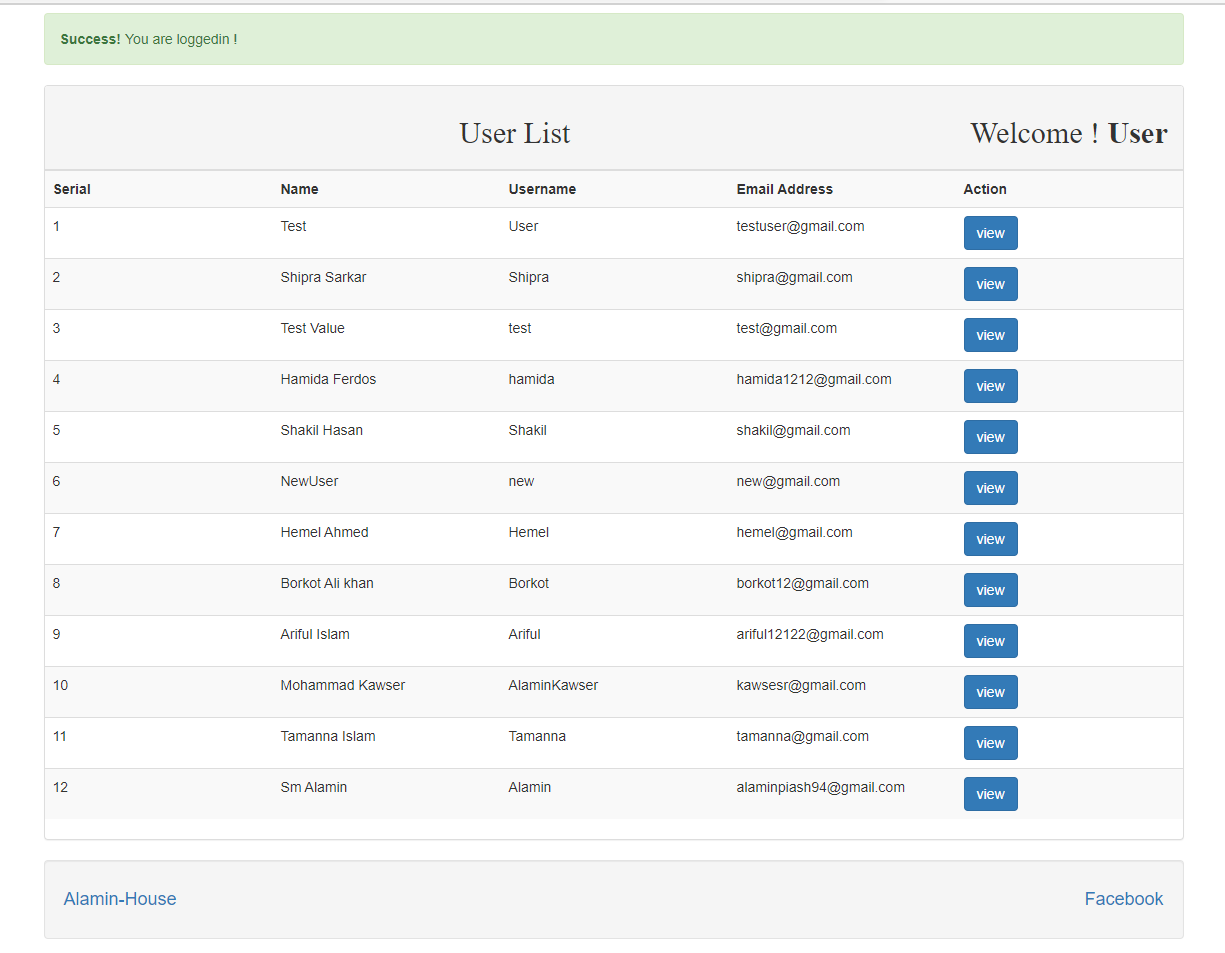 Success! You are loggedin !
User List Welcome ! User
Serial Name Username Email Address Action
1 Test User testuser@gmail.com view
2 Shipra Sarkar Shipra shipra@gmail.com view
3 Test Value test test@gmail.com view
4 Hamida Ferdos hamida hamida1212@gmail.com view
5 Shakil Hasan Shakil shakil@gmail.com view
6 NewUser new new@gmail.com view
7 Hemel Ahmed Hemel hemel@gmail.com view
8 Borkot Ali khan Borkot borkot12@gmail.com view
9 Ariful Islam Ariful ariful12122@gmail.com view
10 Mohammad Kawser AlaminKawser kawsesr@gmail.com view
11 Tamanna Islam Tamanna tamanna@gmail.com view
12 Sm Alamin Alamin alaminpiash94@gmail.com view
Alamin-House Facebook